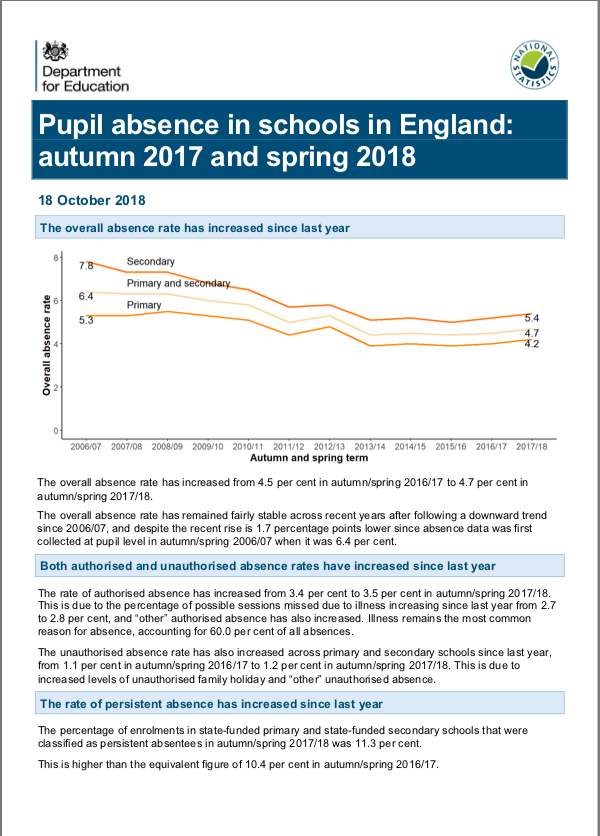 Department
for Education
NATIONAL STATISTICS
Pupil absence in schools in England:
autumn 2017 and spring 2018
18 October 2018
The overall absence rate has increased since last year
Overall absence rate
8
6
4
2
0
7.8
6.4
5.3
Secondary
Primary and secondary
Primary
5.4
4.7
4.2
2006/07 2007/08 2008/09 2009/10 2010/11 2011/12 2012/13 2013/14 2014/15 2015/16 2016/17 2017/18
Autumn and spring term
The overall absence rate has increased from 4.5 per cent in autumn/spring 2016/17 to 4.7 per cent in
autumn/spring 2017/18.
The overall absence rate has remained fairly stable across recent years after following a downward trend
since 2006/07, and despite the recent rise is 1.7 percentage points lower since absence data was first
collected at pupil level in autumn/spring 2006/07 when it was 6.4 per cent.
Both authorised and unauthorised absence rates have increased since last year
The rate of authorised absence has increased from 3.4 per cent to 3.5 per cent in autumn/spring 2017/18.
This is due to the percentage of possible sessions missed due to illness increasing since last year from 2.7
to 2.8 per cent, and “other” authorised absence has also increased. Illness remains the most common
reason for absence, accounting for 60.0 per cent of all absences.
The unauthorised absence rate has also increased across primary and secondary schools since last year,
from 1.1 per cent in autumn/spring 2016/17 to 1.2 per cent in autumn/spring 2017/18. This is due to
increased levels of unauthorised family holiday and “other” unauthorised absence.
The rate of persistent absence has increased since last year
The percentage of enrolments in state-funded primary and state-funded secondary schools that were
classified as persistent absentees in autumn/spring 2017/18 was 11.3 per cent.
This is higher than the equivalent figure of 10.4 per cent in autumn/spring 2016/17.